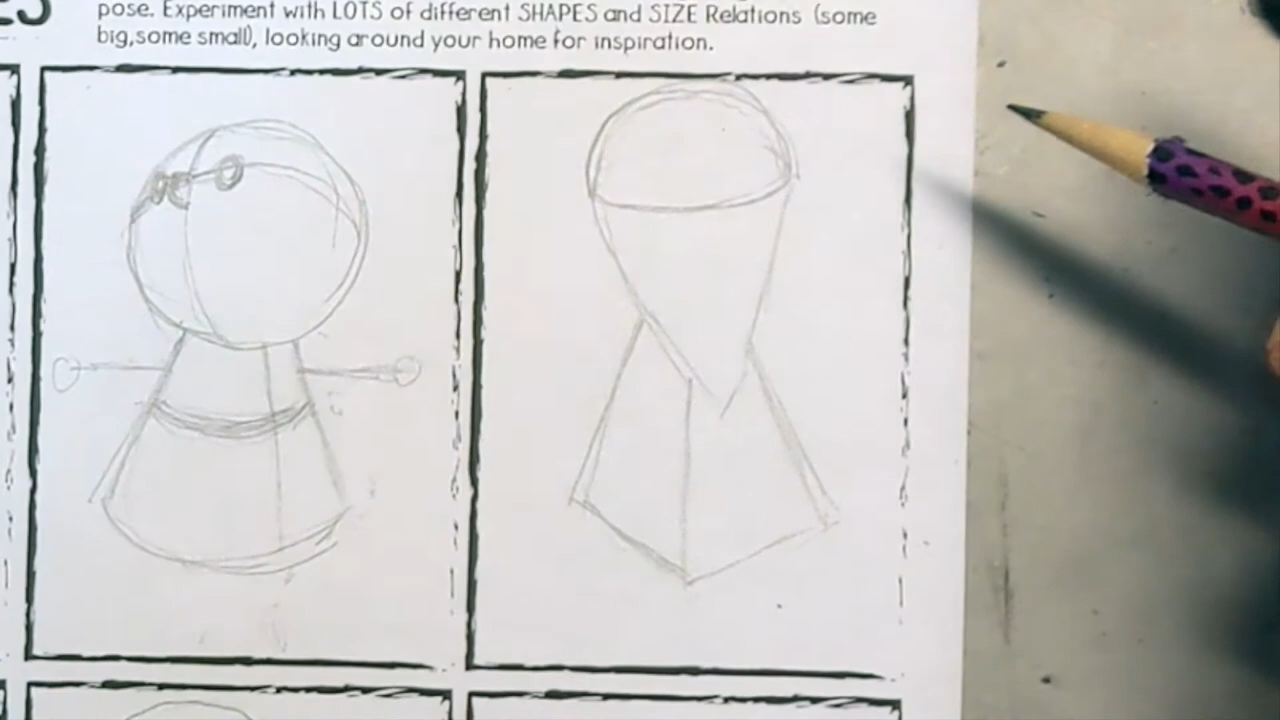 pose. Experiment with LOTS of different SHAPES and SIZE Relations (some
big,some small), looking around your home for inspiration.